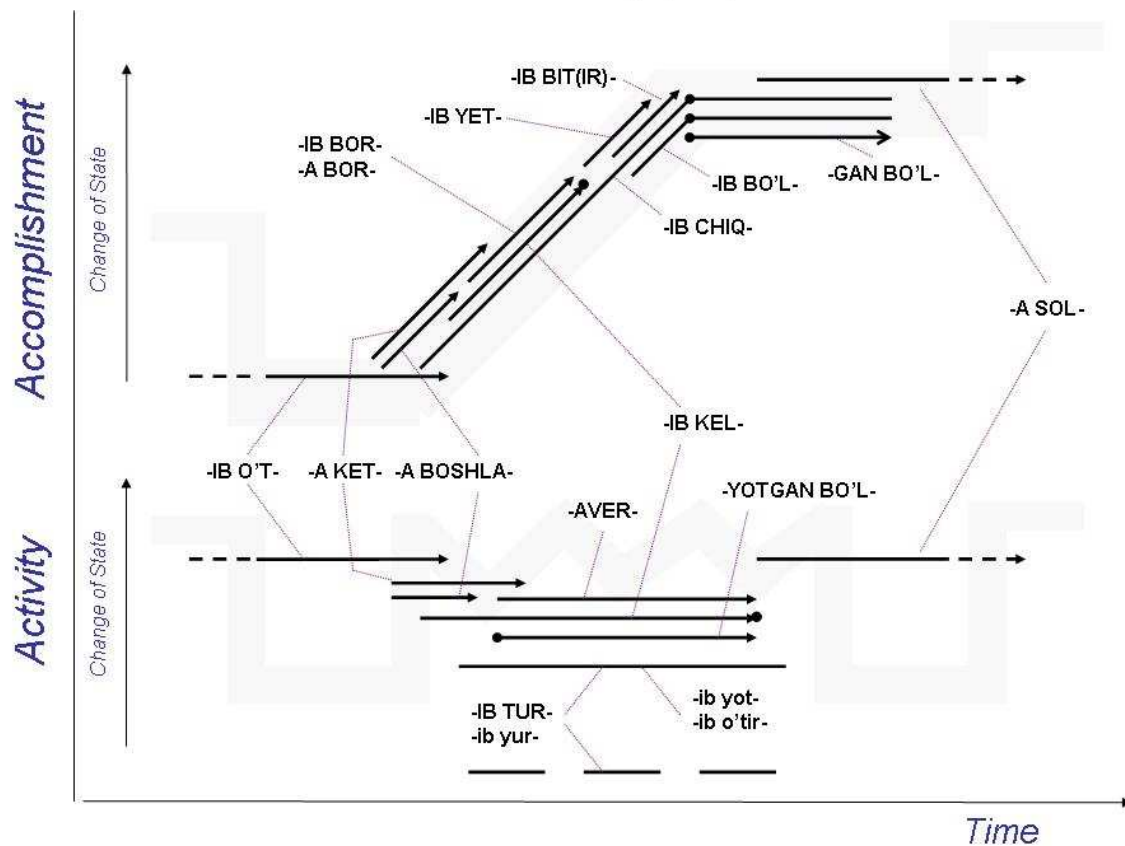 Accomplishment
Change of State
-IB BIT(IR)-
-IB YET-
-IB BOR-
-A BOR-
-IB BO'L-
-GAN BO'L-
-IB CHIQ-
-A SOL-
-IB KEL-
-IB O'T-
-A KET-
-A BOSHLA-
-YOTGAN BO'L-
-AVER-
Activity
Change of State
-IB TUR-
-ib yur-
-ib yot-
-ib o'tir-
Time